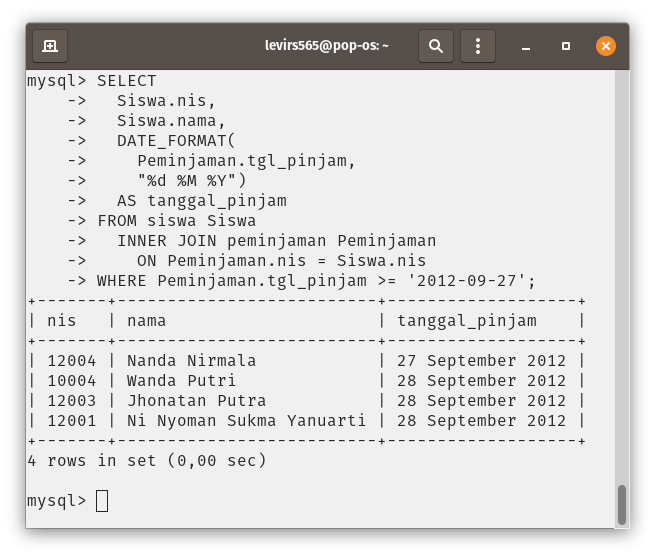 levirs565@pop-os: ~
mysql> SELECT
    ->   Siswa.nis,
    ->   Siswa.nama,
    ->   DATE_FORMAT(
    ->     Peminjaman.tgl_pinjam,
    ->     "%d %M %Y")
    ->   AS tanggal_pinjam
    -> FROM siswa Siswa
    ->   INNER JOIN peminjaman Peminjaman
    ->     ON Peminjaman.nis = Siswa.nis
    -> WHERE Peminjaman.tgl_pinjam >= '2012-09-27';
+-------+--------------------------+-------------------+
| nis   | nama                     | tanggal_pinjam    |
+-------+--------------------------+-------------------+
| 12004 | Nanda Nirmala            | 27 September 2012 |
| 10004 | Wanda Putri              | 28 September 2012 |
| 12003 | Jhonatan Putra           | 28 September 2012 |
| 12001 | Ni Nyoman Sukma Yanuarti | 28 September 2012 |
+-------+--------------------------+-------------------+
4 rows in set (0,00 sec)
mysql>